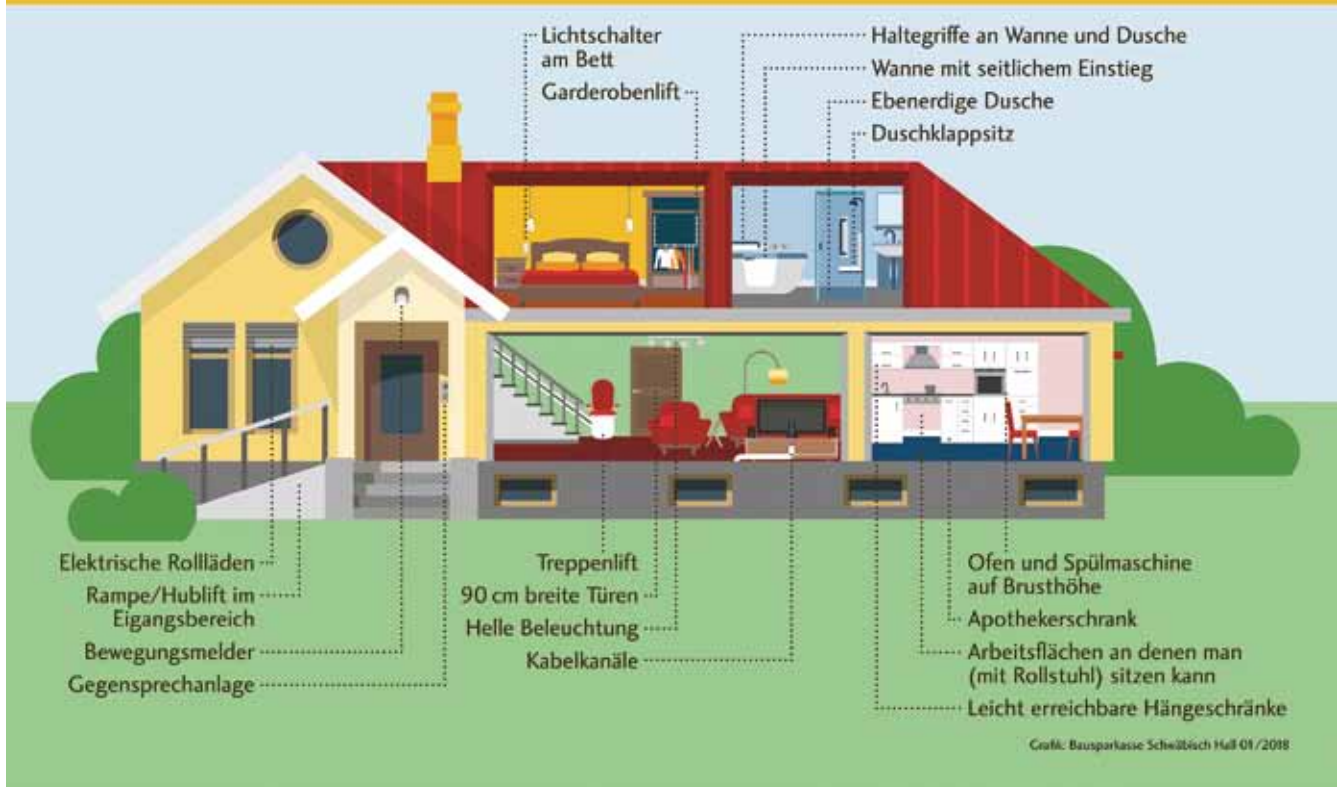 Lichtschalter
am Bett
Garderobenlift
Haltegriffe an Wanne und Dusche
Wanne mit seitlichem Einstieg
Ebenerdige Dusche
Duschklappsitz
Elektrische Rollläden
Rampe/Hublift im
Eigangsbereich
Bewegungsmelder
Gegensprechanlage
Treppenlift
90 cm breite Türen
Helle Beleuchtung
Kabelkanäle
Ofen und Spülmaschine
auf Brusthöhe
Apothekerschrank
Arbeitsflächen an denen man
(mit Rollstuhl) sitzen kann
Leicht erreichbare Hängeschränke
Grafik: Bausparkasse Schwäbisch Hall 01/2018